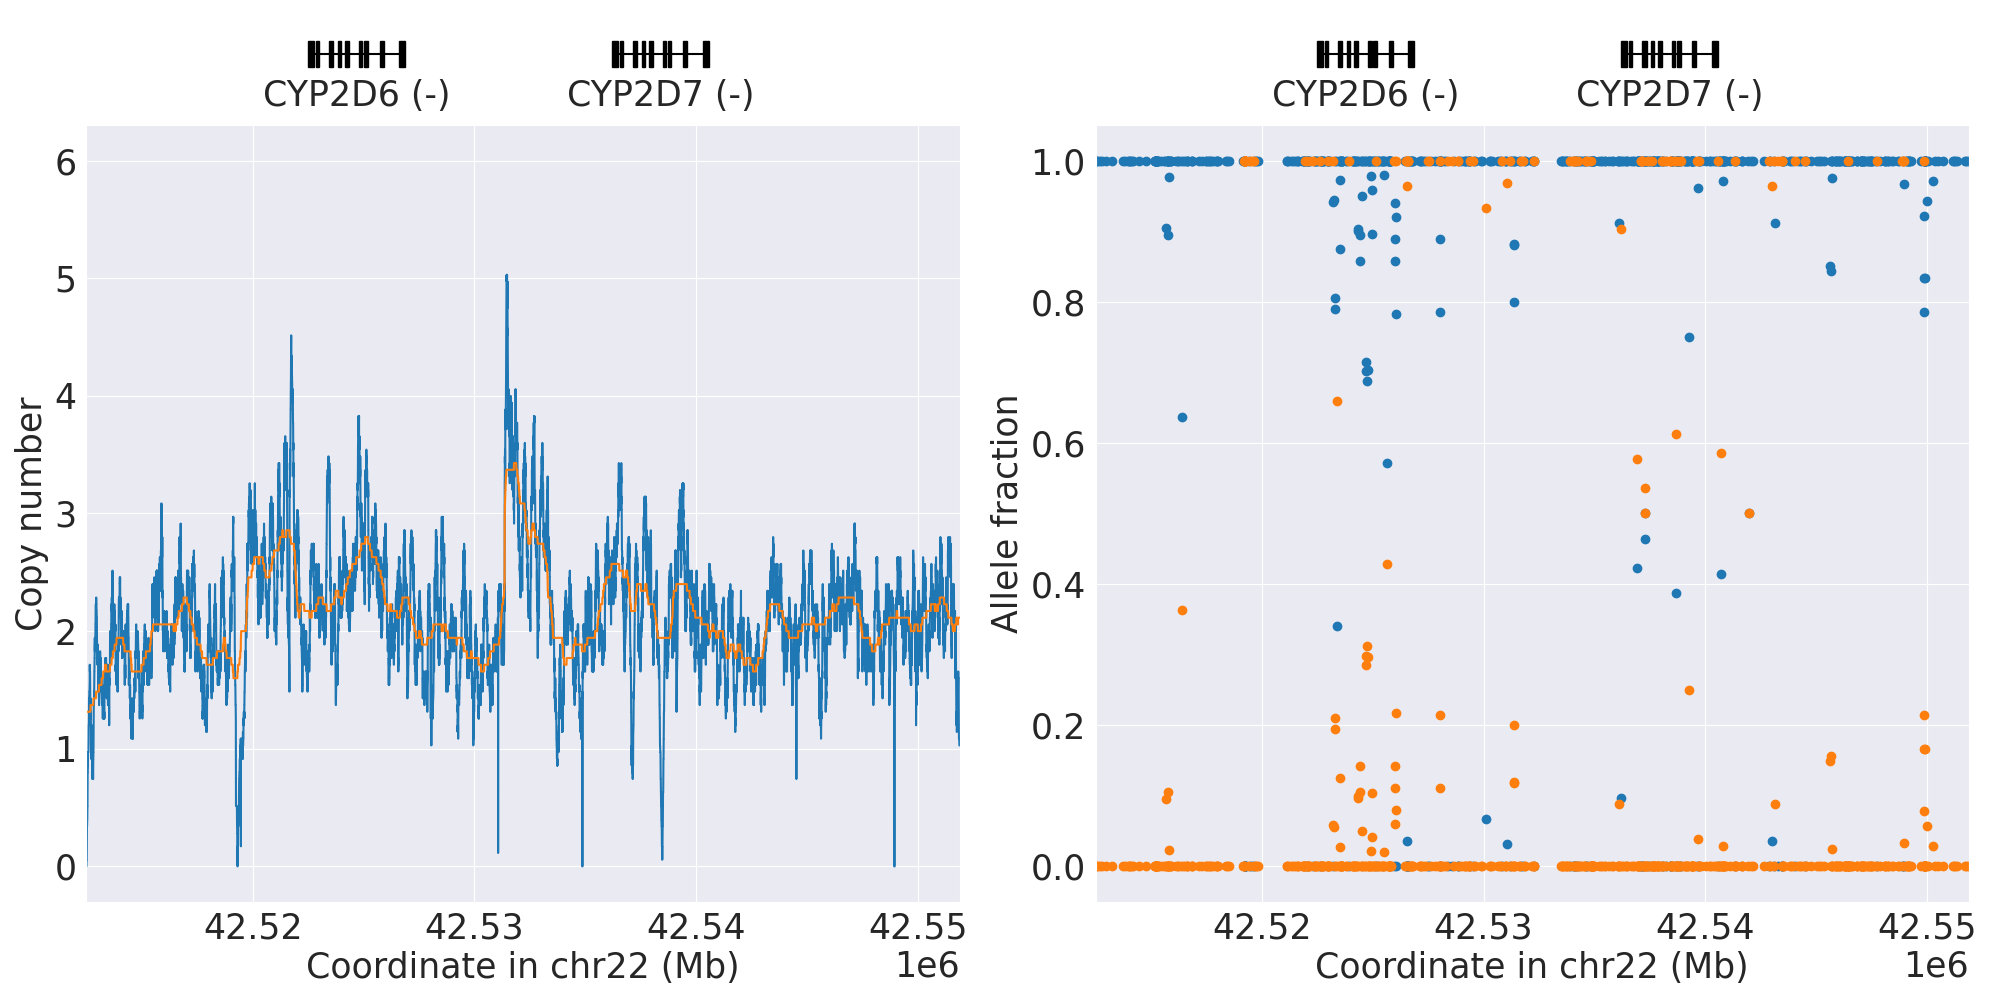 CYP2D6 (-)
CYP2D7 (-)
6
5
4
3
2
1
0
Copy number
42.52
42.53
42.54
42.55
Coordinate in chr22 (Mb)
1e6
CYP2D6 (-)
CYP2D7 (-)
1.0
0.8
0.6
0.4
0.2
0.0
Allele fraction
42.52
42.53
42.54
42.55
Coordinate in chr22 (Mb)
1e6